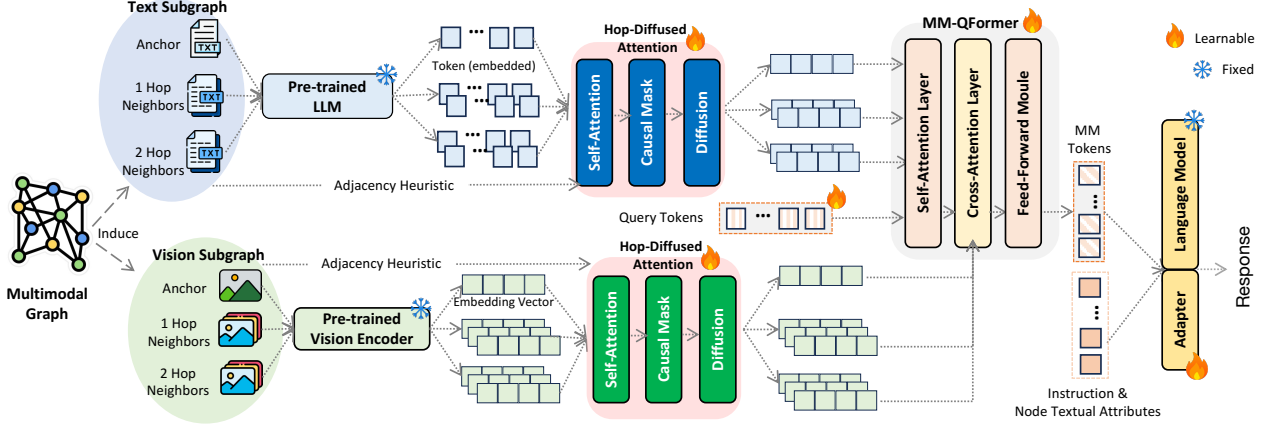 Text Subgraph
Anchor
TXT
1 Hop
Neighbors
TXT
2 Hop
Neighbors
TXT
Pre-trained
LLM
Token (embedded)
Adjacency Heuristic
Hop-Diffused
Attention
Self-Attention
Causal Mask
Diffusion
Query Tokens
MM-QFormer
Self-Attention Layer
Cross-Attention Layer
Feed-Forward Moule
Learnable
Fixed
MM
Tokens
Language Model
Adapter
Response
Instruction &
Node Textual Attributes
Induce
Multimodal
Graph
Vision Subgraph
Anchor
1 Hop
Neighbors
2 Hop
Neighbors
Pre-trained
Vision Encoder
Adjacency Heuristic
Embedding Vector
Hop-Diffused
Attention
Self-Attention
Causal Mask
Diffusion